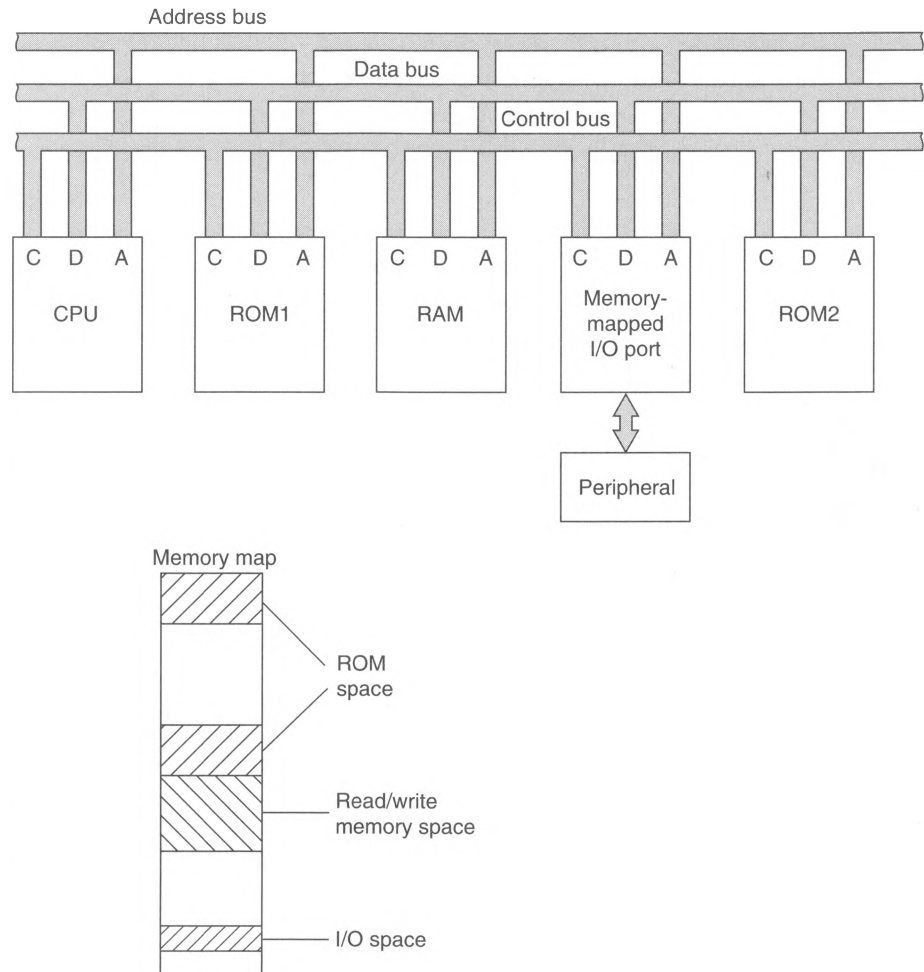 Address bus
Data bus
Control bus
C D A
CPU
C D A
ROM1
C D A
RAM
C D A
Memory-
mapped
I/O port
C D A
ROM2
Peripheral
Memory map
ROM
space
Read/write
memory space
I/O space